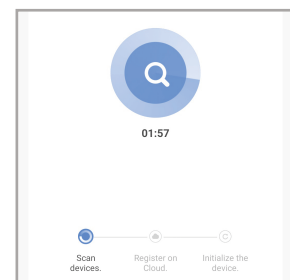 01:57
Scan
devices.
Register on
Cloud.
Initialize the
device.